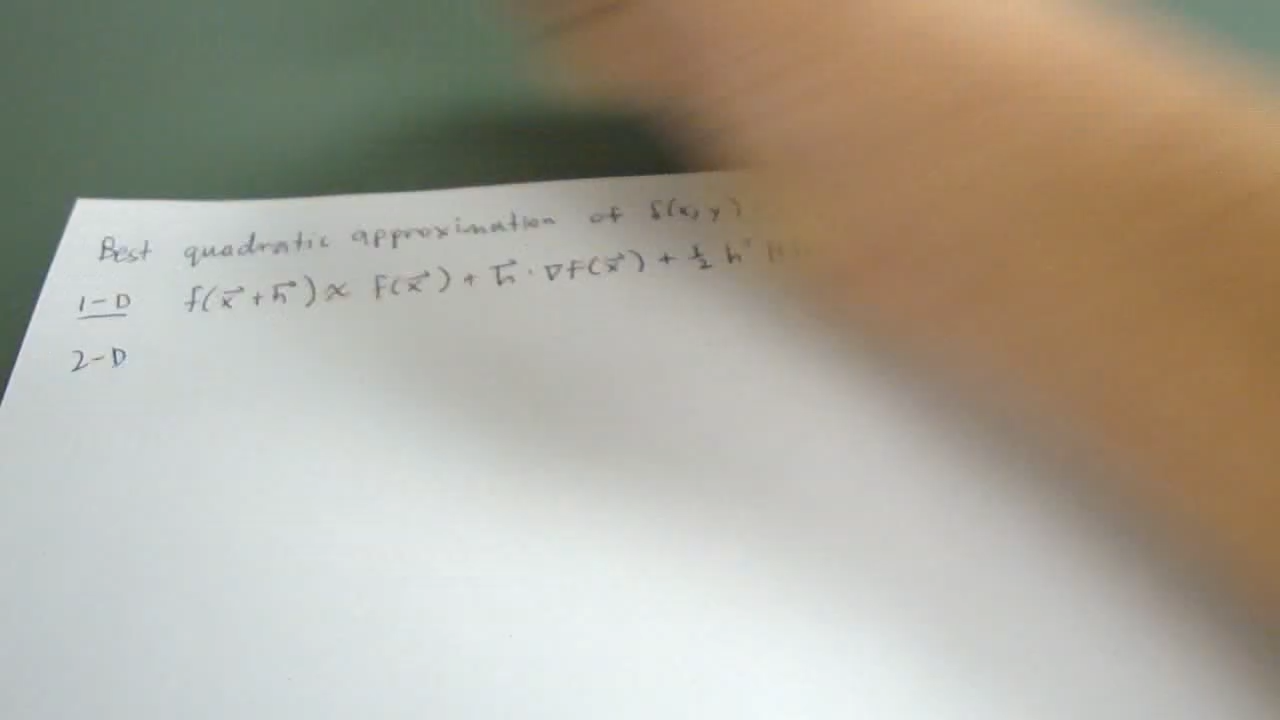 Best quadratic approximation of f(x, y)
1-D f(x⃗ + h⃗) ∝ f(x⃗) + h⃗ · ∇f(x⃗) + ½ h
2-D